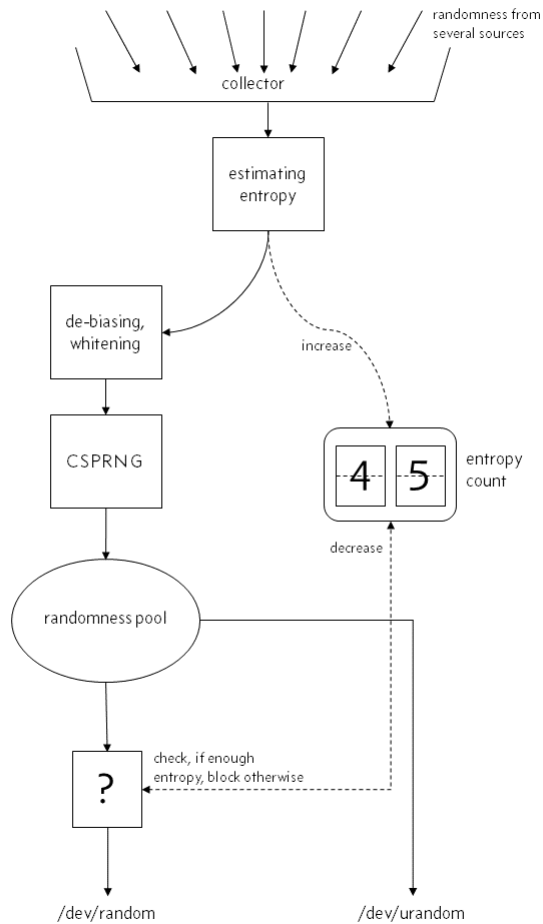 randomness from
several sources
collector
estimating
entropy
de-biasing,
whitening
increase
CSPRNG
4 5
entropy
count
decrease
randomness pool
check, if enough
entropy, block otherwise
?
/dev/random
/dev/urandom